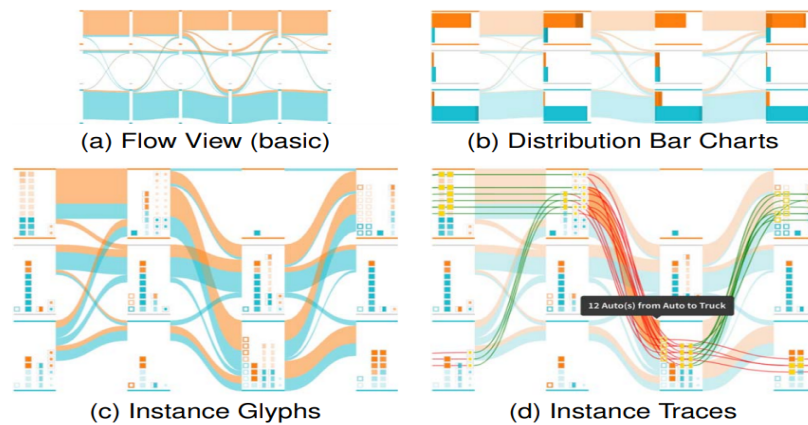 (a) Flow View (basic)
(b) Distribution Bar Charts
12 Auto(s) from Auto to Truck
(c) Instance Glyphs
(d) Instance Traces